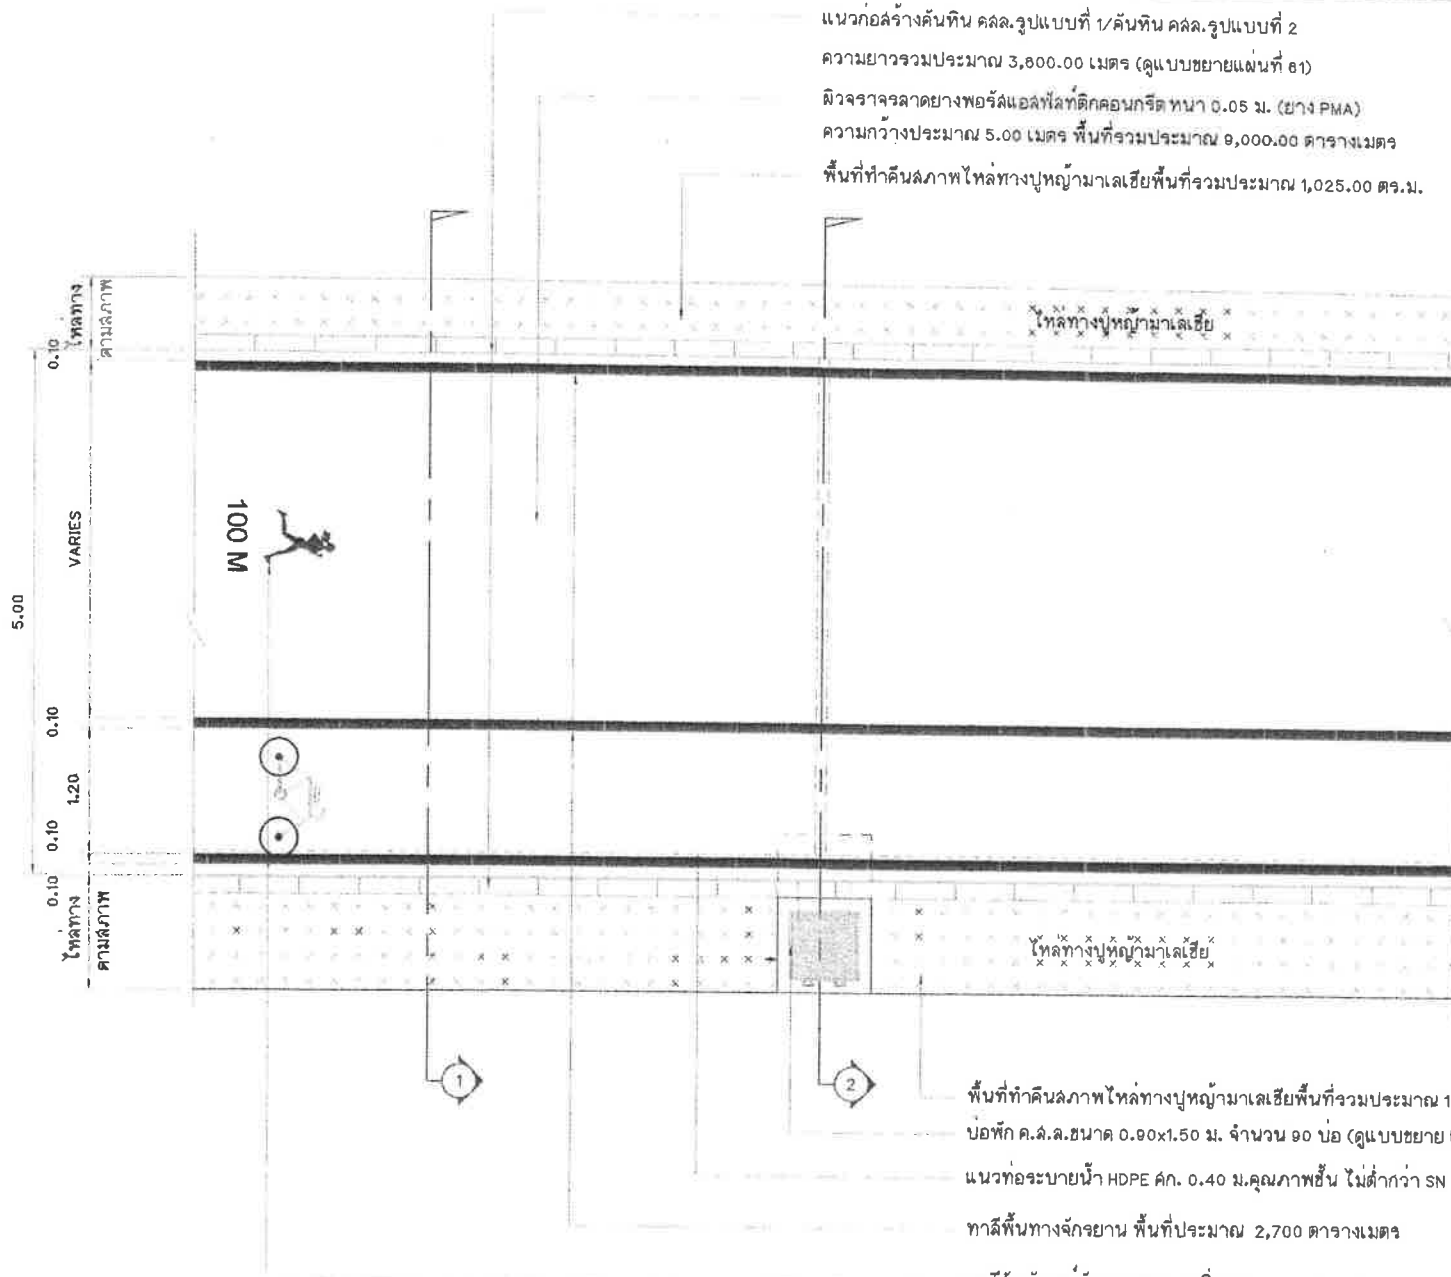 แนวก่อสร้างคันหิน คสล.รูปแบบที่ 1/คันหิน คสล.รูปแบบที่ 2
ความยาวรวมประมาณ 3,600.00 เมตร (ดูแบบขยายแผ่นที่ 61)
ผิวจราจรลาดยางพอรัสแอสฟัลท์ติกคอนกรีต หนา 0.05 ม. (ยาง PMA)
ความกว้างประมาณ 5.00 เมตร พื้นที่รวมประมาณ 9,000.00 ตารางเมตร
พื้นที่ทำคืนสภาพไหล่ทางปูหญ้ามาเลเซียพื้นที่รวมประมาณ 1,025.00 ตร.ม.
ไหล่ทาง
ตามสภาพ
0.10
ไหล่ทางปูหญ้ามาเลเซีย
5.00
VARIES
100 M
0.10
1.20
0.10
0.10
ไหล่ทาง
ตามสภาพ
ไหล่ทางปูหญ้ามาเลเซีย
1
2
พื้นที่ทำคืนสภาพไหล่ทางปูหญ้ามาเลเซียพื้นที่รวมประมาณ 1
บ่อพัก ค.ส.ล.ขนาด 0.90x1.50 ม. จำนวน 90 บ่อ (ดูแบบขยาย
แนวท่อระบายน้ำ HDPE ศก. 0.40 ม.คุณภาพชั้น ไม่ต่ำกว่า SN
ทาสีพื้นทางจักรยาน พื้นที่ประมาณ 2,700 ตารางเมตร